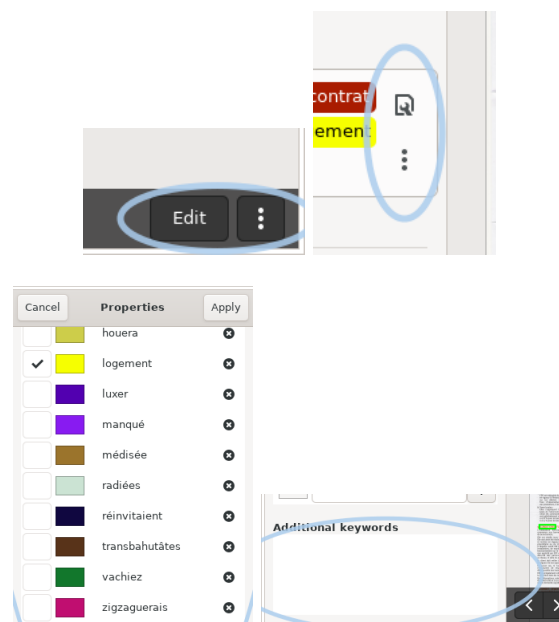 contrat
ement
Edit
Cancel Properties Apply
houera
logement
luxer
manqué
médisée
radiées
réinvitaient
transbahutâtes
vachiez
zigzaguerais
Additional keywords